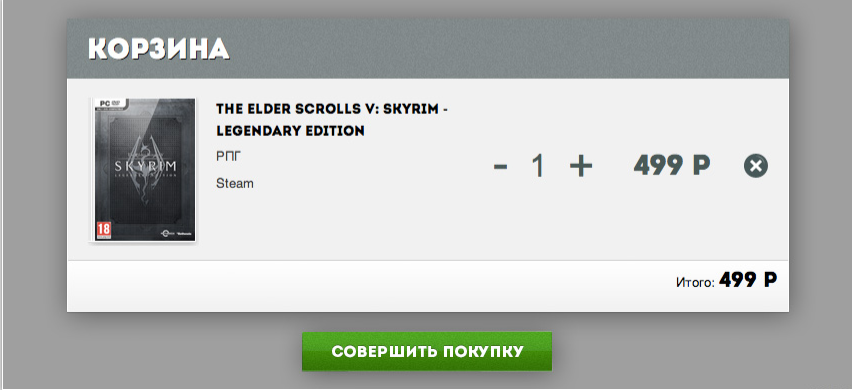 КОРЗИНА
PC DVD
SKYRIM
LEGENDARY EDITION
18
Bethesda
THE ELDER SCROLLS V: SKYRIM -
LEGENDARY EDITION
РПГ
Steam
- 1 + 499 Р
Итого: 499 Р
СОВЕРШИТЬ ПОКУПКУ